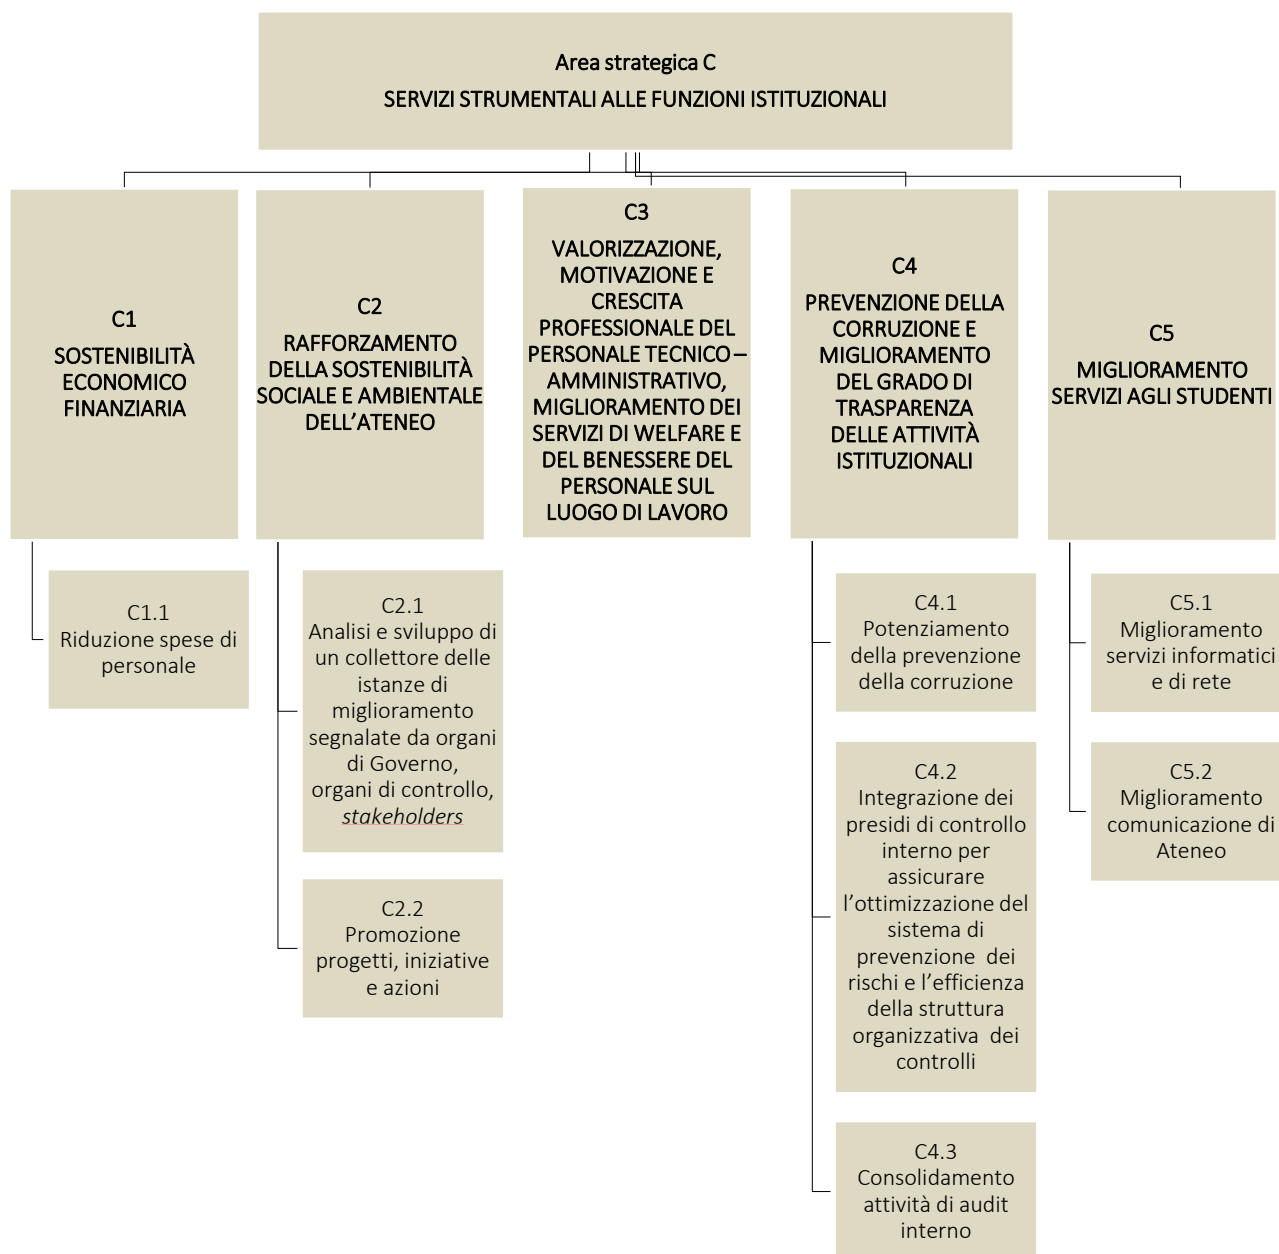 Area strategica C
SERVIZI STRUMENTALI ALLE FUNZIONI ISTITUZIONALI
C1
SOSTENIBILITÀ
ECONOMICO
FINANZIARIA
C2
RAFFORZAMENTO
DELLA SOSTENIBILITÀ
SOCIALE E AMBIENTALE
DELL’ATENEO
C3
VALORIZZAZIONE,
MOTIVAZIONE E
CRESCITA
PROFESSIONALE DEL
PERSONALE TECNICO –
AMMINISTRATIVO,
MIGLIORAMENTO DEI
SERVIZI DI WELFARE E
DEL BENESSERE DEL
PERSONALE SUL
LUOGO DI LAVORO
C4
PREVENZIONE DELLA
CORRUZIONE E
MIGLIORAMENTO
DEL GRADO DI
TRASPARENZA
DELLE ATTIVITÀ
ISTITUZIONALI
C5
MIGLIORAMENTO
SERVIZI AGLI STUDENTI
C1.1
Riduzione spese di
personale
C2.1
Analisi e sviluppo di
un collettore delle
istanze di
miglioramento
segnalate da organi
di Governo,
organi di controllo,
stakeholders
C2.2
Promozione
progetti, iniziative
e azioni
C4.1
Potenziamento
della prevenzione
della corruzione
C4.2
Integrazione dei
presidi di controllo
interno per
assicurare
l’ottimizzazione del
sistema di
prevenzione dei
rischi e l’efficienza
della struttura
organizzativa dei
controlli
C4.3
Consolidamento
attività di audit
interno
C5.1
Miglioramento
servizi informatici
e di rete
C5.2
Miglioramento
comunicazione di
Ateneo